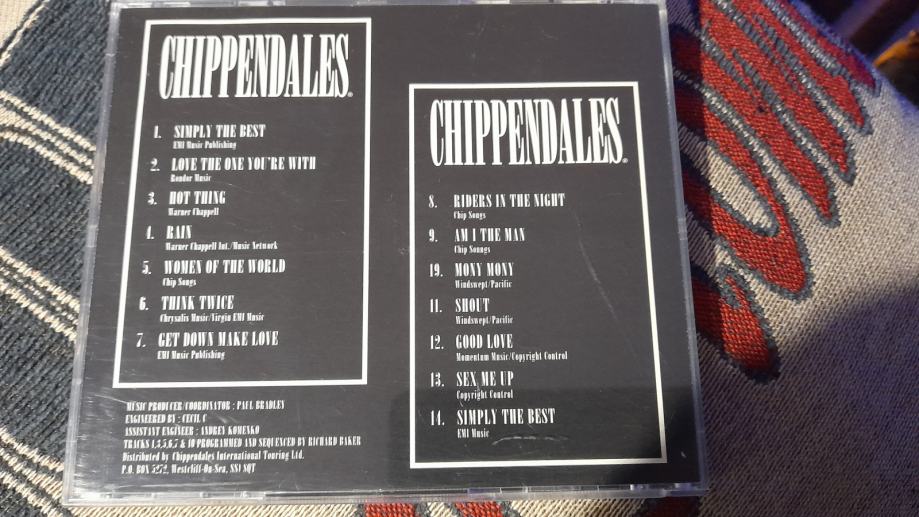 CHIPPENDALES®
1. SIMPLY THE BEST
EMI Music Publishing
2. LOVE THE ONE YOU'RE WITH
Rondor Music
3. HOT THING
Warner Chappell
4. RAIN
Warner Chappell Int./Music Network
5. WOMEN OF THE WORLD
Chip Songs
6. THINK TWICE
Chrysalis Music/Virgin EMI Music
7. GET DOWN MAKE LOVE
EMI Music Publishing
MUSIC PRODUCER/COORDINATOR : PAUL BRADLEY
ENGINEERED BY : CECIL C
ASSISTANT ENGINEER : ANDREY KOMENKO
TRACKS 1,3,5,6,7 & 10 PROGRAMMED AND SEQUENCED BY RICHARD BAKER
Distributed by Chippendales International Touring Ltd.
P.O. BOX 5272, Westcliff-On-Sea, SS1 SQT
CHIPPENDALES®
8. RIDERS IN THE NIGHT
Chip Songs
9. AM I THE MAN
Chip Sonngs
19. MONY MONY
Windswept/Pacific
11. SHOUT
Windswept/Pacific
12. GOOD LOVE
Momentum Music/Copyright Control
13. SEX ME UP
Copyright Control
14. SIMPLY THE BEST
EMI Music